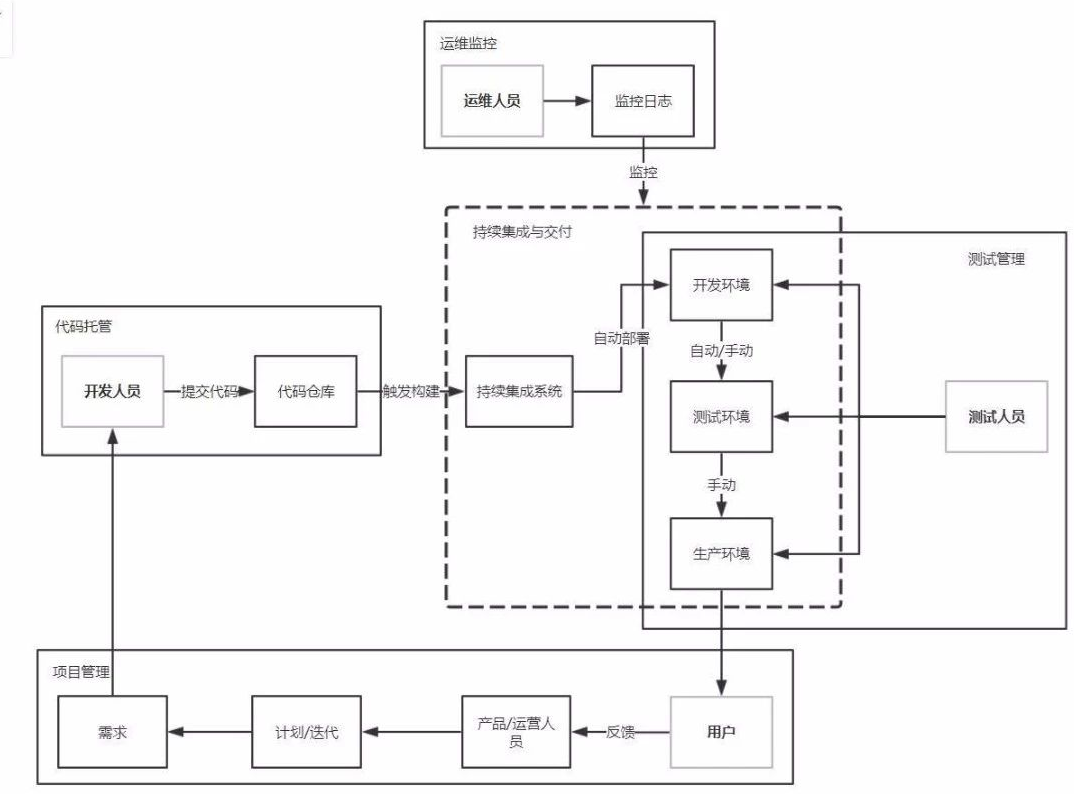 运维监控
运维人员
监控日志
监控
持续集成与交付
测试管理
开发环境
代码托管
自动部署
自动/手动
开发人员
提交代码
代码仓库
触发构建
持续集成系统
测试环境
测试人员
手动
生产环境
项目管理
需求
计划/迭代
产品/运营人
员
反馈
用户